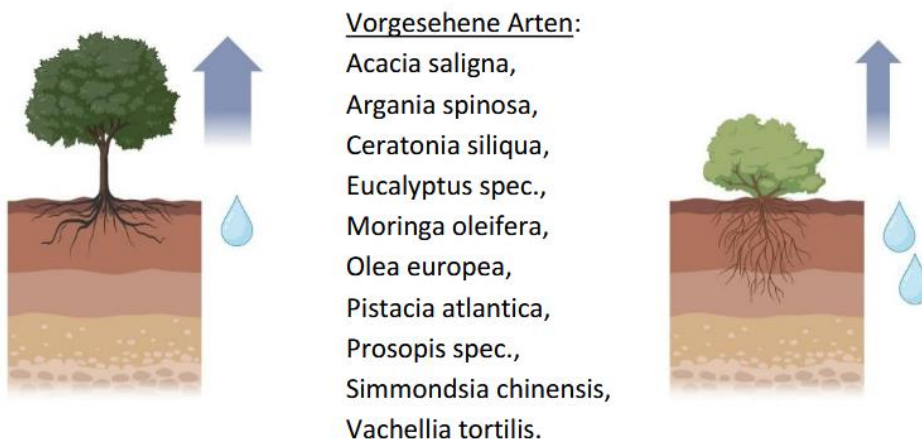 Vorgesehene Arten:
Acacia saligna,
Argania spinosa,
Ceratonia siliqua,
Eucalyptus spec.,
Moringa oleifera,
Olea europea,
Pistacia atlantica,
Prosopis spec.,
Simmondsia chinensis,
Vachellia tortilis.